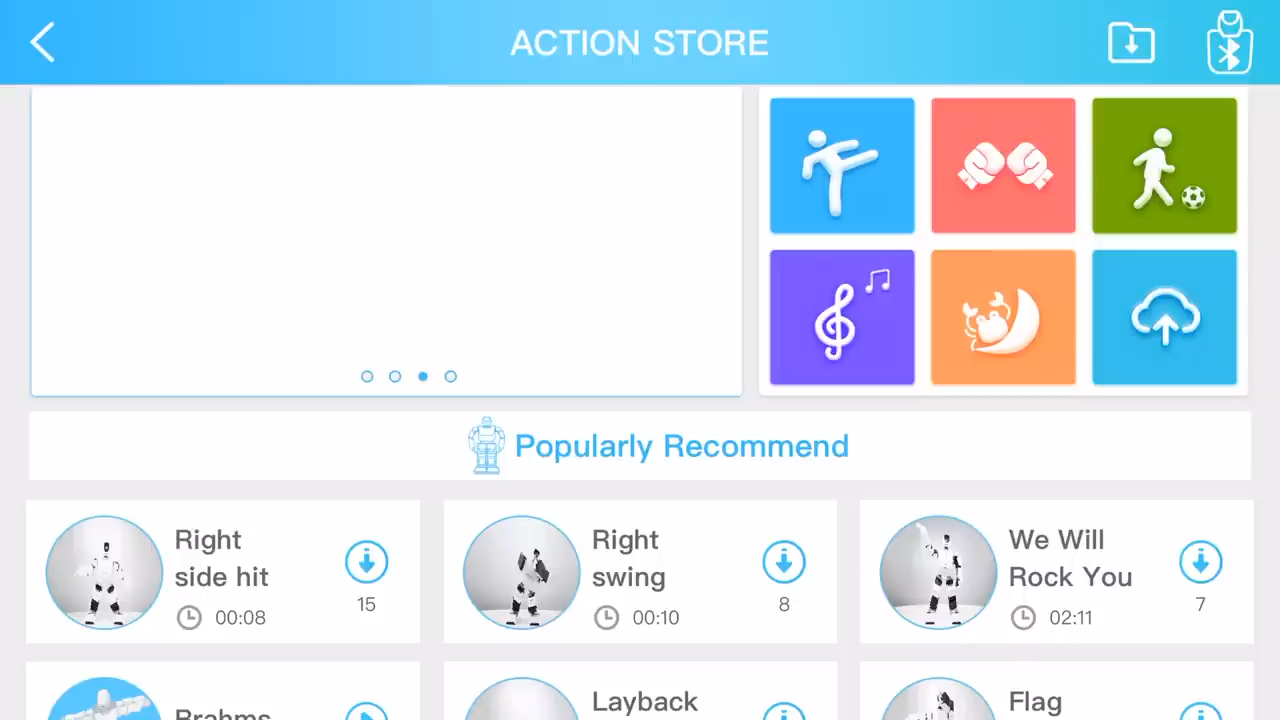 ACTION STORE
Popularly Recommend
Right
side hit
00:08
15
Right
swing
00:10
8
We Will
Rock You
02:11
7
Brahms
Layback
Flag